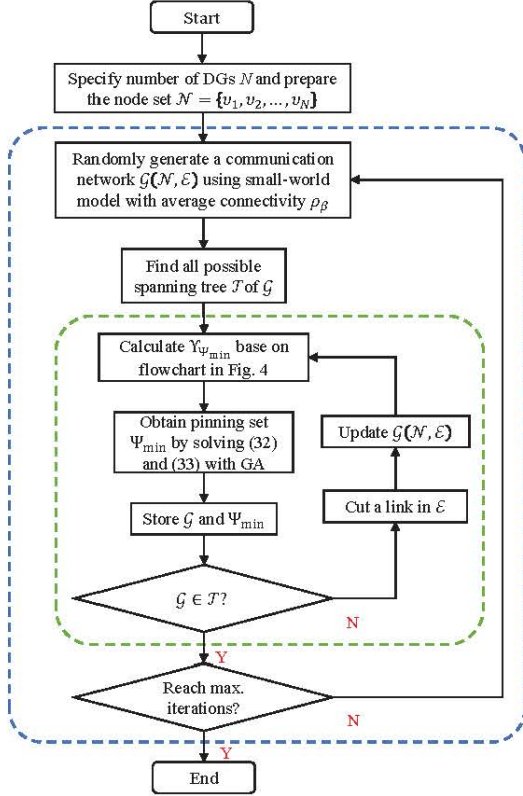 Start
Specify number of DGs N and prepare
the node set 𝒩 = {v₁, v₂, ..., v_N}
Randomly generate a communication
network 𝒢(𝒩, ℰ) using small-world
model with average connectivity ρ_β
Find all possible
spanning tree 𝒯 of 𝒢
Calculate Υ_Ψmin base on
flowchart in Fig. 4
Obtain pinning set
Ψmin by solving (32)
and (33) with GA
Store 𝒢 and Ψmin
Update 𝒢(𝒩, ℰ)
Cut a link in ℰ
𝒢 ∈ 𝒯?
N
Y
Reach max.
iterations?
N
Y
End